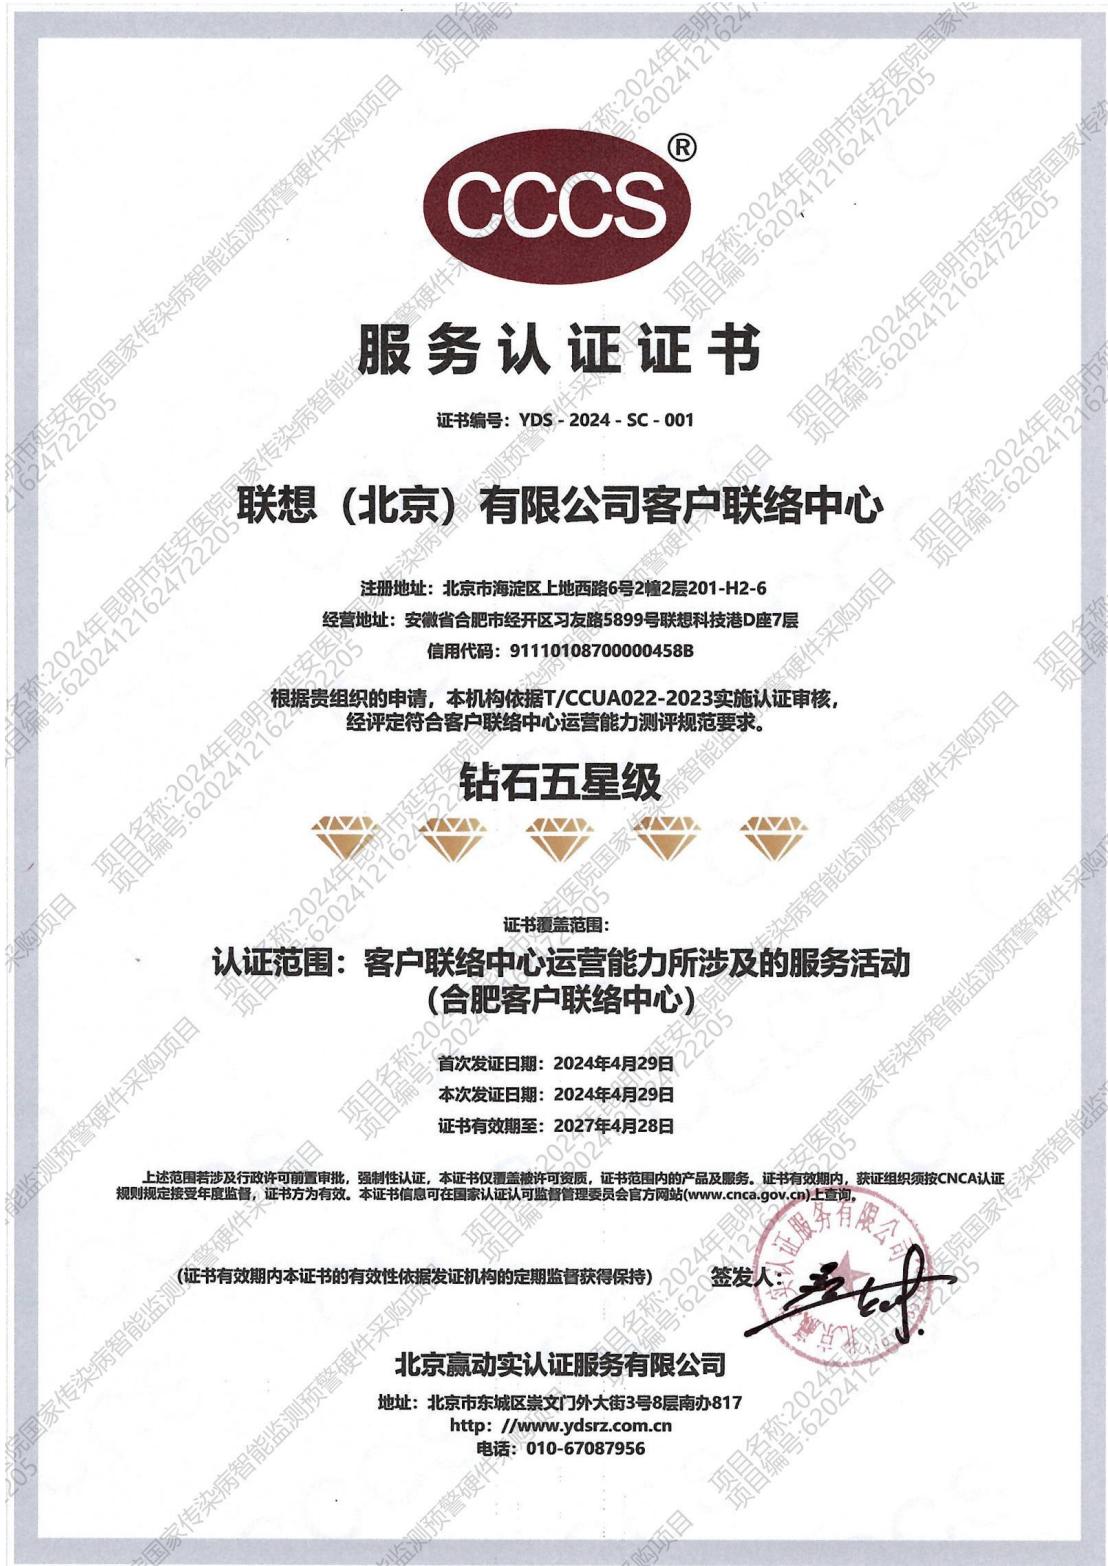 CCCS®
服务认证证书
证书编号：YDS - 2024 - SC - 001
联想（北京）有限公司客户联络中心
注册地址：北京市海淀区上地西路6号2幢2层201-H2-6
经营地址：安徽省合肥市经开区习友路5899号联想科技港D座7层
信用代码：91110108700000458B
根据贵组织的申请，本机构依据T/CCUA022-2023实施认证审核，
经评定符合客户联络中心运营能力测评规范要求。
钻石五星级
证书覆盖范围：
认证范围：客户联络中心运营能力所涉及的服务活动
（合肥客户联络中心）
首次发证日期：2024年4月29日
本次发证日期：2024年4月29日
证书有效期至：2027年4月28日
上述范围若涉及行政许可前置审批，强制性认证，本证书仅覆盖被许可资质，证书范围内的产品及服务。证书有效期内，获证组织须按CNCA认证
规则规定接受年度监督，证书方为有效。本证书信息可在国家认证认可监督管理委员会官方网站(www.cnca.gov.cn)上查询。
（证书有效期内本证书的有效性依据发证机构的定期监督获得保持）
签发人：
北京赢动实认证服务有限公司
地址：北京市东城区崇文门外大街3号8层南办817
http：//www.ydsrz.com.cn
电话：010-67087956
项目名称:2024年昆明市延安医院国家传染病智能监测预警硬件采购项目
项目编号:620241216247222​05